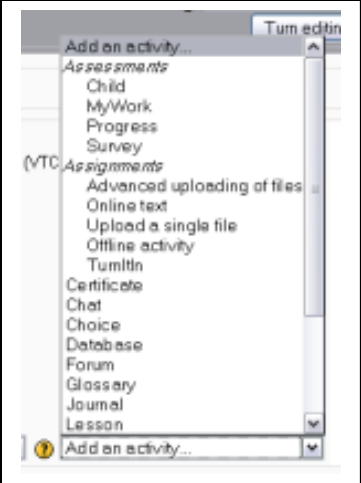 Turn editin
Add an activity...
Assessments
Child
MyWork
Progress
Survey
(VTC
Assignments
Advanced uploading of files
Online text
Upload a single file
Offline activity
TurnItIn
Certificate
Chat
Choice
Database
Forum
Glossary
Journal
Lesson
Add an activity...